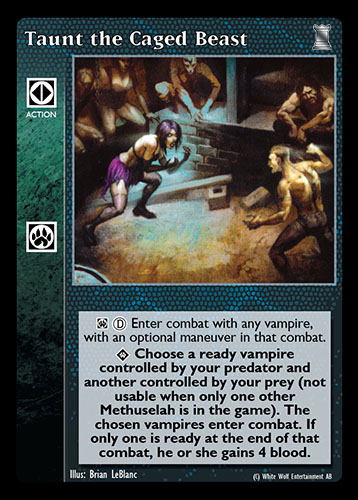 Taunt the Caged Beast
ACTION
D Enter combat with any vampire,
with an optional maneuver in that combat.
Choose a ready vampire
controlled by your predator and
another controlled by your prey (not
usable when only one other
Methuselah is in the game). The
chosen vampires enter combat. If
only one is ready at the end of that
combat, he or she gains 4 blood.
Illus: Brian LeBlanc
(C) White Wolf Entertainment AB